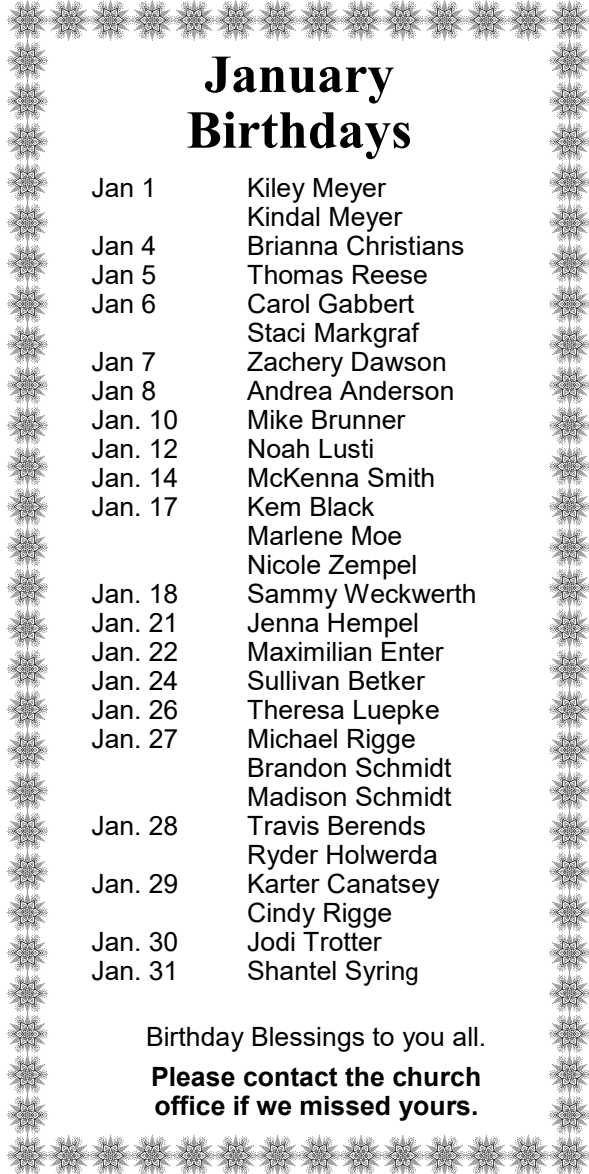 January
Birthdays
Jan 1 Kiley Meyer
Kindal Meyer
Jan 4 Brianna Christians
Jan 5 Thomas Reese
Jan 6 Carol Gabbert
Staci Markgraf
Jan 7 Zachery Dawson
Jan 8 Andrea Anderson
Jan. 10 Mike Brunner
Jan. 12 Noah Lusti
Jan. 14 McKenna Smith
Jan. 17 Kem Black
Marlene Moe
Nicole Zempel
Jan. 18 Sammy Weckwerth
Jan. 21 Jenna Hempel
Jan. 22 Maximilian Enter
Jan. 24 Sullivan Betker
Jan. 26 Theresa Luepke
Jan. 27 Michael Rigge
Brandon Schmidt
Madison Schmidt
Jan. 28 Travis Berends
Ryder Holwerda
Jan. 29 Karter Canatsey
Cindy Rigge
Jan. 30 Jodi Trotter
Jan. 31 Shantel Syring
Birthday Blessings to you all.
Please contact the church
office if we missed yours.